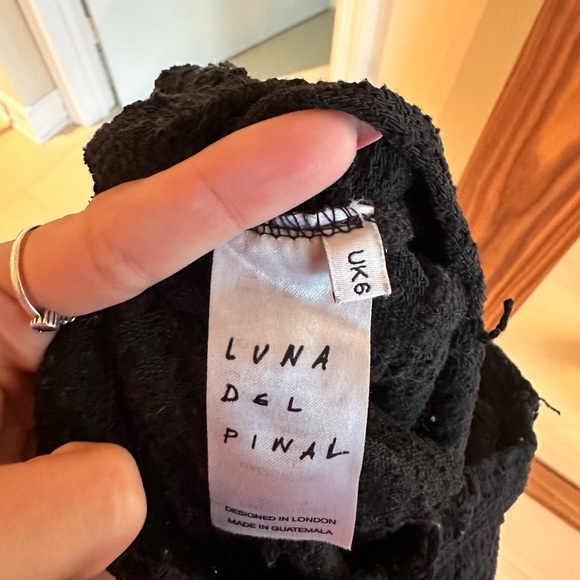 UK6
LUNA
DEL
PINAL
DESIGNED IN LONDON
MADE IN GUATEMALA